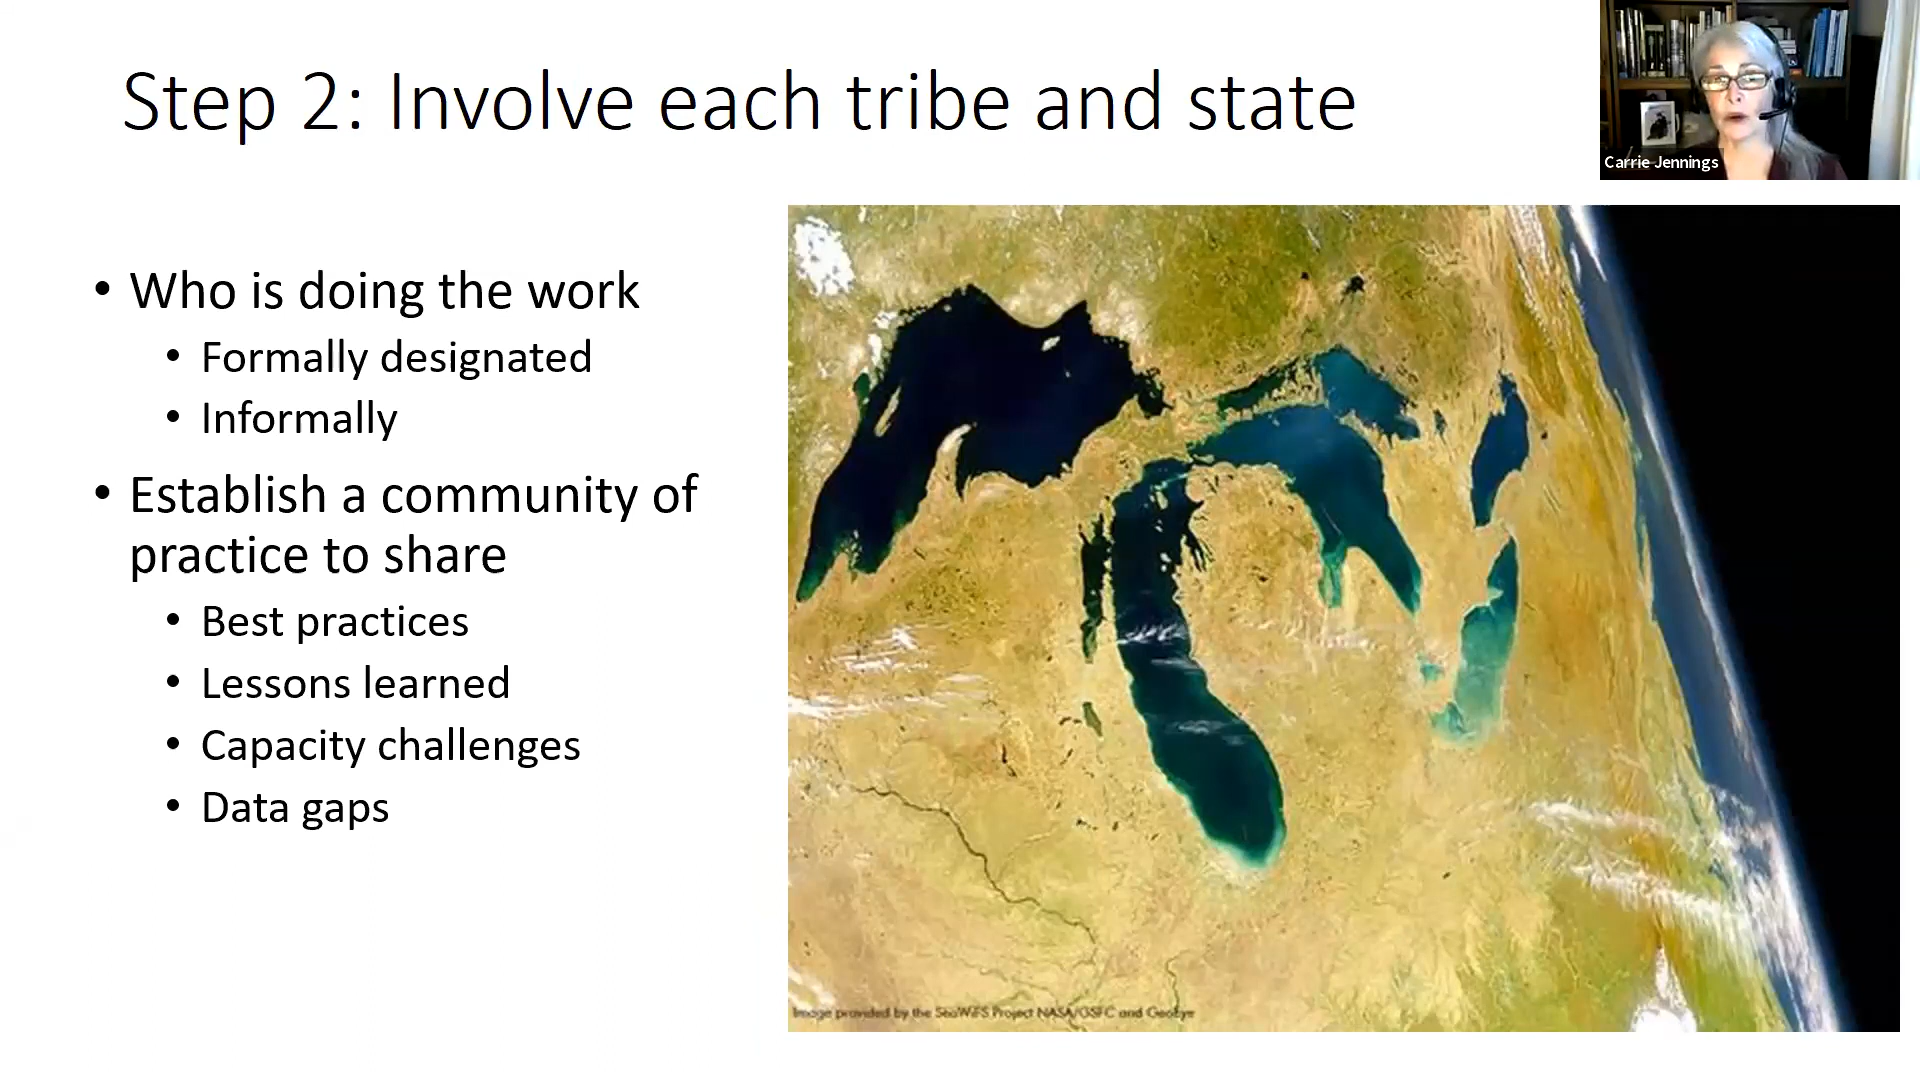 Step 2: Involve each tribe and state
Carrie Jennings
• Who is doing the work
• Formally designated
• Informally
• Establish a community of
practice to share
• Best practices
• Lessons learned
• Capacity challenges
• Data gaps
Image provided by the SeaWiFS Project NASA/GSFC and GeoEye